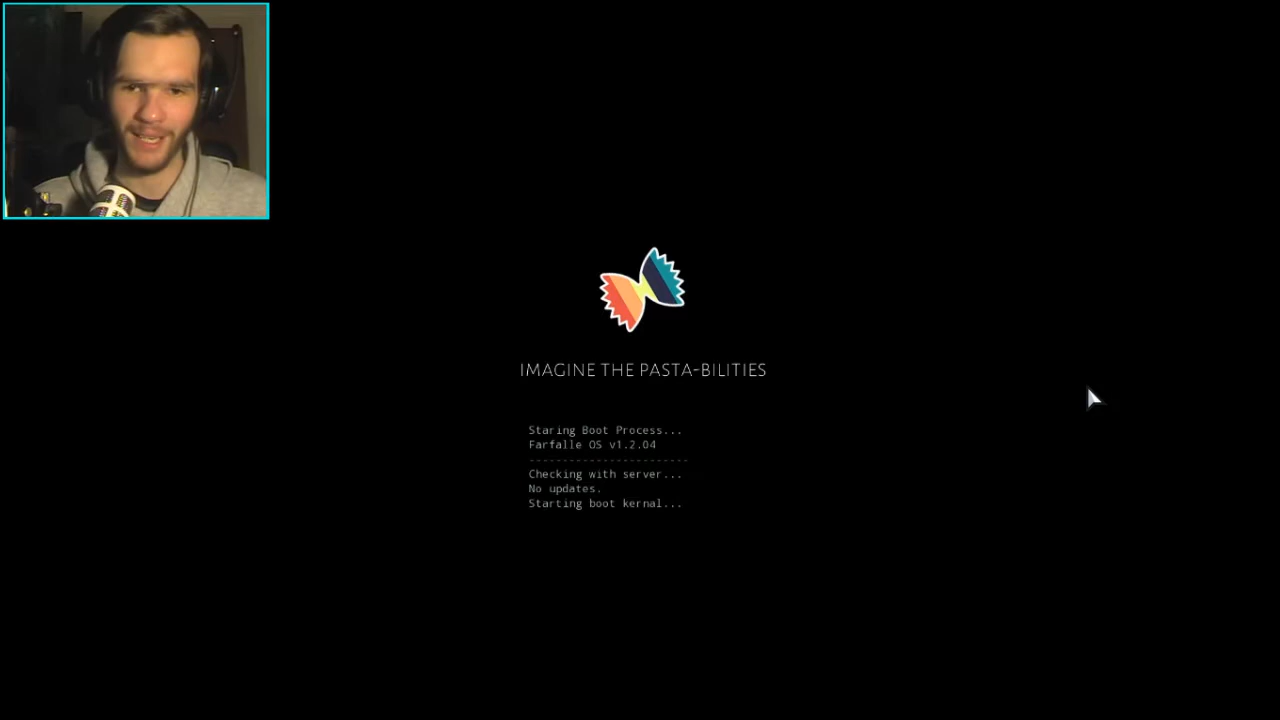 IMAGINE THE PASTA-BILITIES
Staring Boot Process...
Farfalle OS v1.2.04
------------------------
Checking with server...
No updates.
Starting boot kernal...